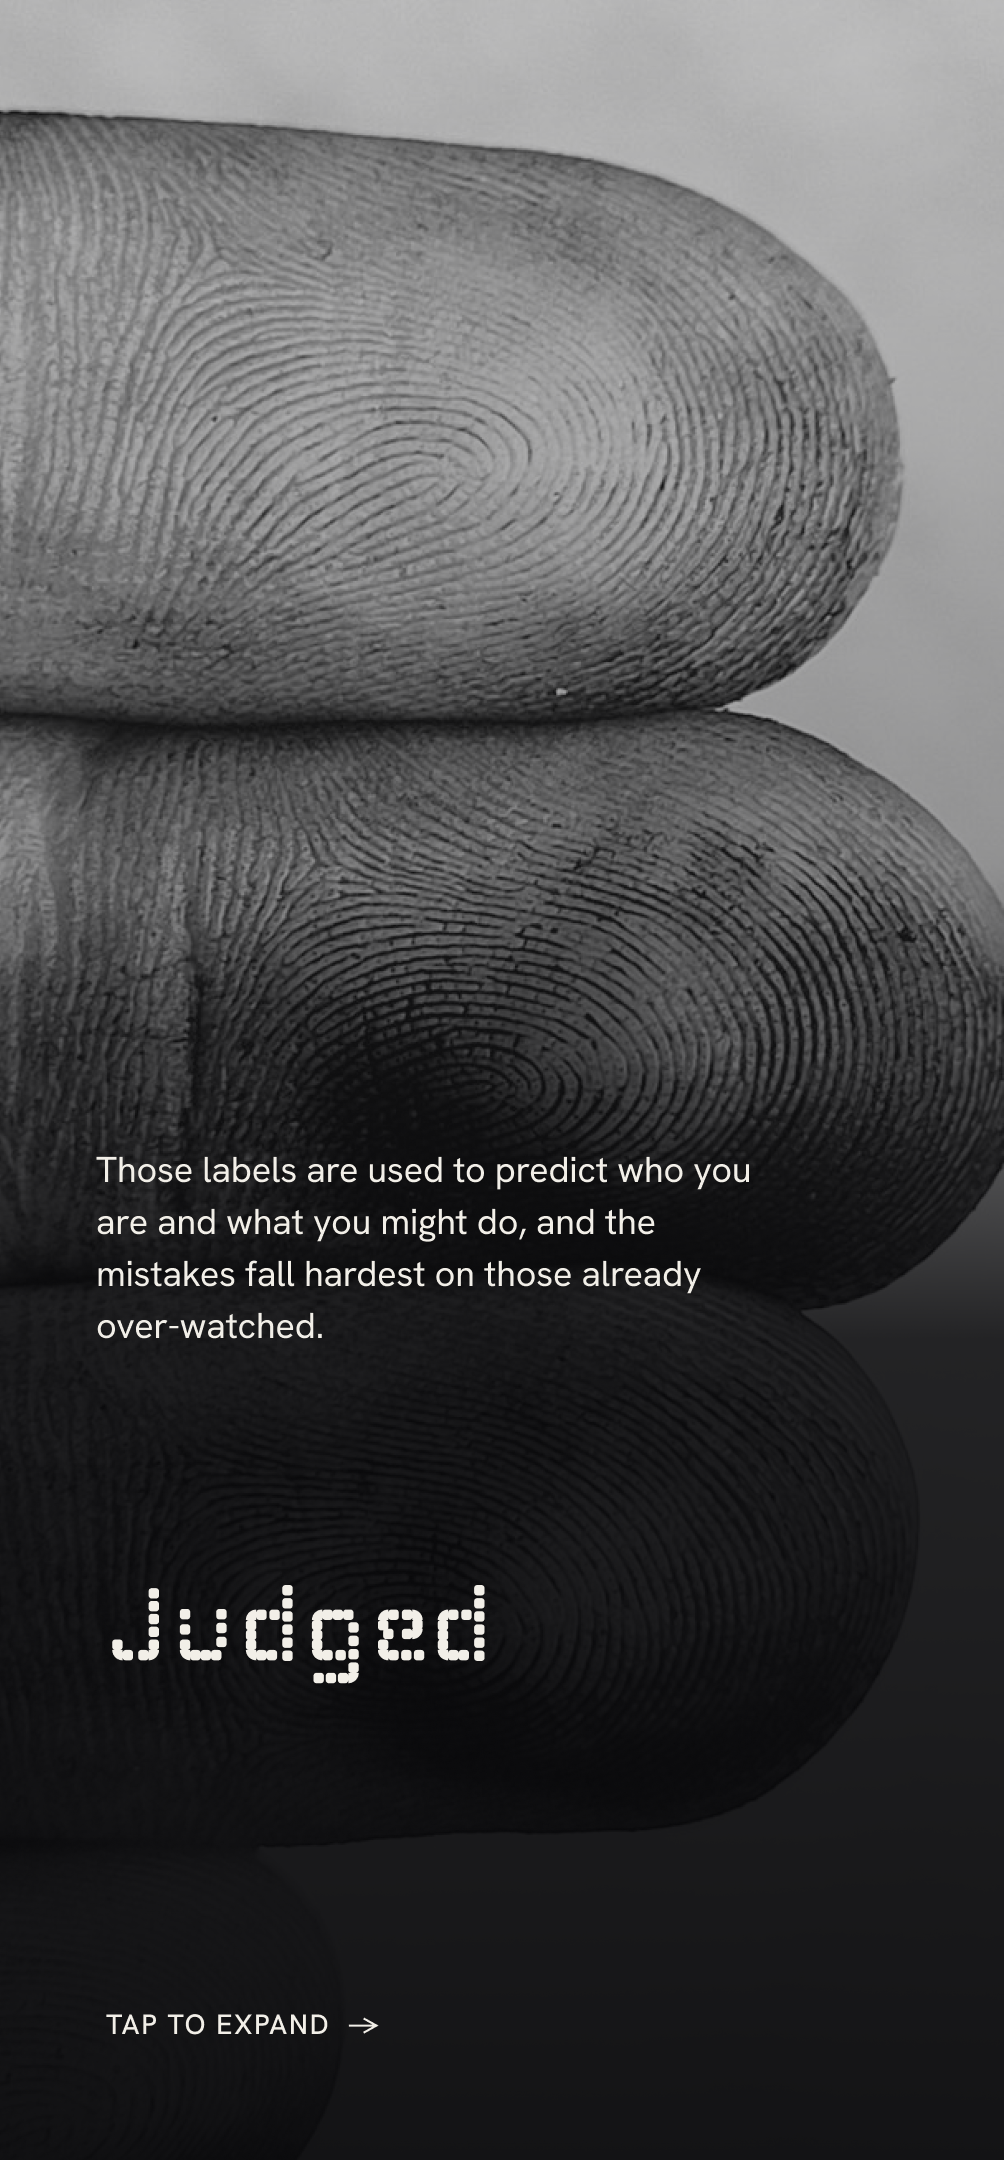 Those labels are used to predict who you
are and what you might do, and the
mistakes fall hardest on those already
over-watched.
Judged
TAP TO EXPAND →